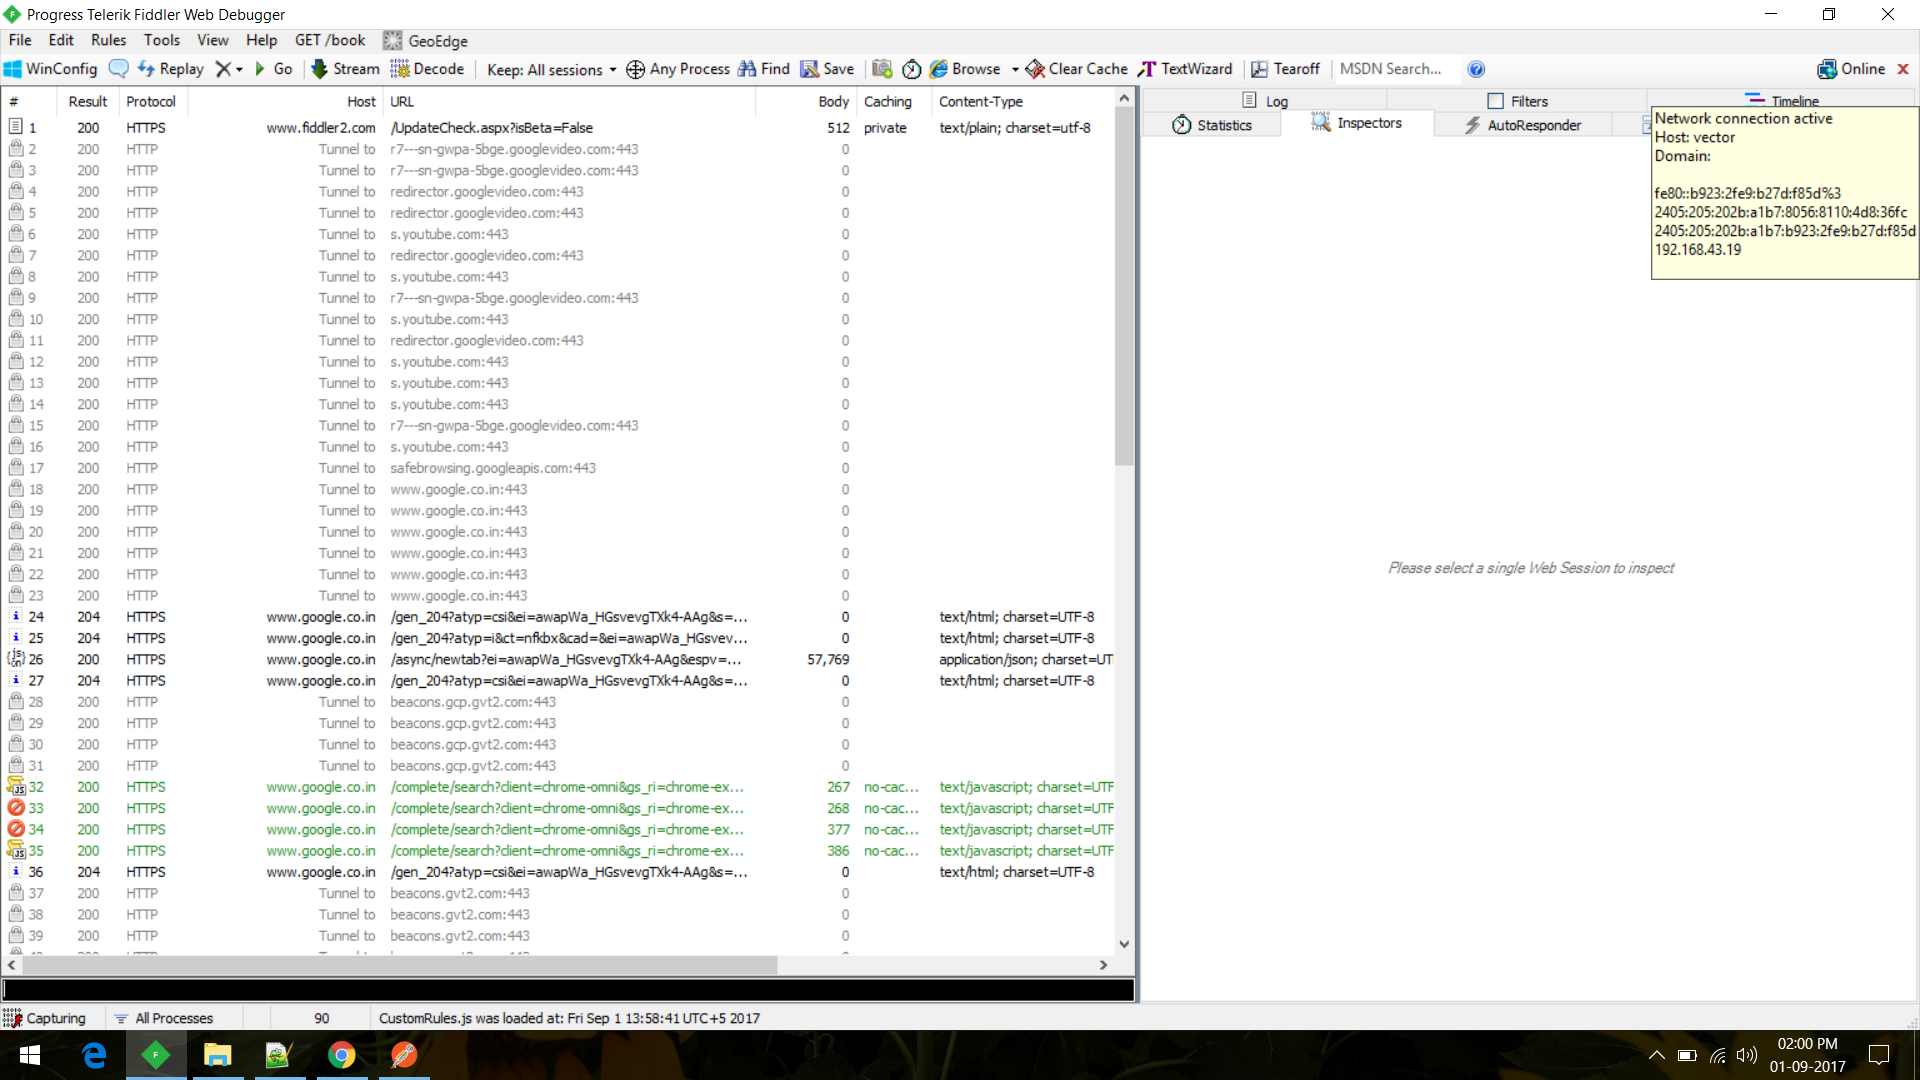 Progress Telerik Fiddler Web Debugger
File Edit Rules Tools View Help GET /book GeoEdge
WinConfig Replay Go Stream Decode Keep: All sessions Any Process Find Save Browse Clear Cache TextWizard Tearoff MSDN Search... Online
# Result Protocol Host URL Body Caching Content-Type
1 200 HTTPS www.fiddler2.com /UpdateCheck.aspx?isBeta=False 512 private text/plain; charset=utf-8
2 200 HTTP Tunnel to r7---sn-gwpa-5bge.googlevideo.com:443 0
3 200 HTTP Tunnel to r7---sn-gwpa-5bge.googlevideo.com:443 0
4 200 HTTP Tunnel to redirector.googlevideo.com:443 0
5 200 HTTP Tunnel to redirector.googlevideo.com:443 0
6 200 HTTP Tunnel to s.youtube.com:443 0
7 200 HTTP Tunnel to redirector.googlevideo.com:443 0
8 200 HTTP Tunnel to s.youtube.com:443 0
9 200 HTTP Tunnel to r7---sn-gwpa-5bge.googlevideo.com:443 0
10 200 HTTP Tunnel to s.youtube.com:443 0
11 200 HTTP Tunnel to redirector.googlevideo.com:443 0
12 200 HTTP Tunnel to s.youtube.com:443 0
13 200 HTTP Tunnel to s.youtube.com:443 0
14 200 HTTP Tunnel to s.youtube.com:443 0
15 200 HTTP Tunnel to r7---sn-gwpa-5bge.googlevideo.com:443 0
16 200 HTTP Tunnel to s.youtube.com:443 0
17 200 HTTP Tunnel to safebrowsing.googleapis.com:443 0
18 200 HTTP Tunnel to www.google.co.in:443 0
19 200 HTTP Tunnel to www.google.co.in:443 0
20 200 HTTP Tunnel to www.google.co.in:443 0
21 200 HTTP Tunnel to www.google.co.in:443 0
22 200 HTTP Tunnel to www.google.co.in:443 0
23 200 HTTP Tunnel to www.google.co.in:443 0
24 204 HTTPS www.google.co.in /gen_204?atyp=csi&ei=awapWa_HGsvevgTXk4-AAg&s=... 0 text/html; charset=UTF-8
25 204 HTTPS www.google.co.in /gen_204?atyp=i&ct=nfkbx&cad=&ei=awapWa_HGsvev... 0 text/html; charset=UTF-8
26 200 HTTPS www.google.co.in /async/newtab?ei=awapWa_HGsvevgTXk4-AAg&espv=... 57,769 application/json; charset=UT
27 204 HTTPS www.google.co.in /gen_204?atyp=csi&ei=awapWa_HGsvevgTXk4-AAg&s=... 0 text/html; charset=UTF-8
28 200 HTTP Tunnel to beacons.gcp.gvt2.com:443 0
29 200 HTTP Tunnel to beacons.gcp.gvt2.com:443 0
30 200 HTTP Tunnel to beacons.gcp.gvt2.com:443 0
31 200 HTTP Tunnel to beacons.gcp.gvt2.com:443 0
32 200 HTTPS www.google.co.in /complete/search?client=chrome-omni&gs_ri=chrome-ex... 267 no-cac... text/javascript; charset=UTF
33 200 HTTPS www.google.co.in /complete/search?client=chrome-omni&gs_ri=chrome-ex... 268 no-cac... text/javascript; charset=UTF
34 200 HTTPS www.google.co.in /complete/search?client=chrome-omni&gs_ri=chrome-ex... 377 no-cac... text/javascript; charset=UTF
35 200 HTTPS www.google.co.in /complete/search?client=chrome-omni&gs_ri=chrome-ex... 386 no-cac... text/javascript; charset=UTF
36 204 HTTPS www.google.co.in /gen_204?atyp=csi&ei=awapWa_HGsvevgTXk4-AAg&s=... 0 text/html; charset=UTF-8
37 200 HTTP Tunnel to beacons.gvt2.com:443 0
38 200 HTTP Tunnel to beacons.gvt2.com:443 0
39 200 HTTP Tunnel to beacons.gvt2.com:443 0
Log Filters Timeline
Statistics Inspectors AutoResponder
Network connection active
Host: vector
Domain:
fe80::b923:2fe9:b27d:f85d%3
2405:205:202b:a1b7:8056:8110:4d8:36fc
2405:205:202b:a1b7:b923:2fe9:b27d:f85d
192.168.43.19
Please select a single Web Session to inspect
Capturing All Processes 90 CustomRules.js was loaded at: Fri Sep 1 13:58:41 UTC+5 2017
02:00 PM
01-09-2017